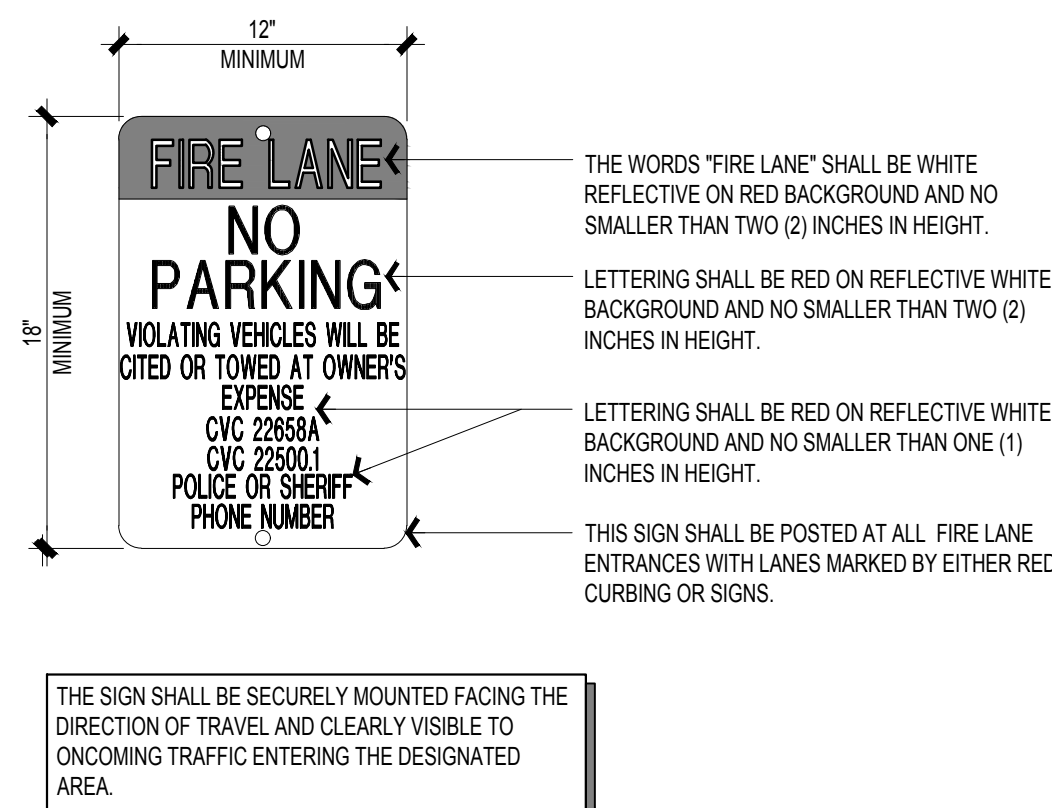 12"
MINIMUM
18"
MINIMUM
FIRE LANE
NO
PARKING
VIOLATING VEHICLES WILL BE
CITED OR TOWED AT OWNER'S
EXPENSE
CVC 22658A
CVC 22500.1
POLICE OR SHERIFF
PHONE NUMBER
THE WORDS "FIRE LANE" SHALL BE WHITE
REFLECTIVE ON RED BACKGROUND AND NO
SMALLER THAN TWO (2) INCHES IN HEIGHT.
LETTERING SHALL BE RED ON REFLECTIVE WHITE
BACKGROUND AND NO SMALLER THAN TWO (2)
INCHES IN HEIGHT.
LETTERING SHALL BE RED ON REFLECTIVE WHITE
BACKGROUND AND NO SMALLER THAN ONE (1)
INCHES IN HEIGHT.
THIS SIGN SHALL BE POSTED AT ALL FIRE LANE
ENTRANCES WITH LANES MARKED BY EITHER RED
CURBING OR SIGNS.
THE SIGN SHALL BE SECURELY MOUNTED FACING THE
DIRECTION OF TRAVEL AND CLEARLY VISIBLE TO
ONCOMING TRAFFIC ENTERING THE DESIGNATED
AREA.